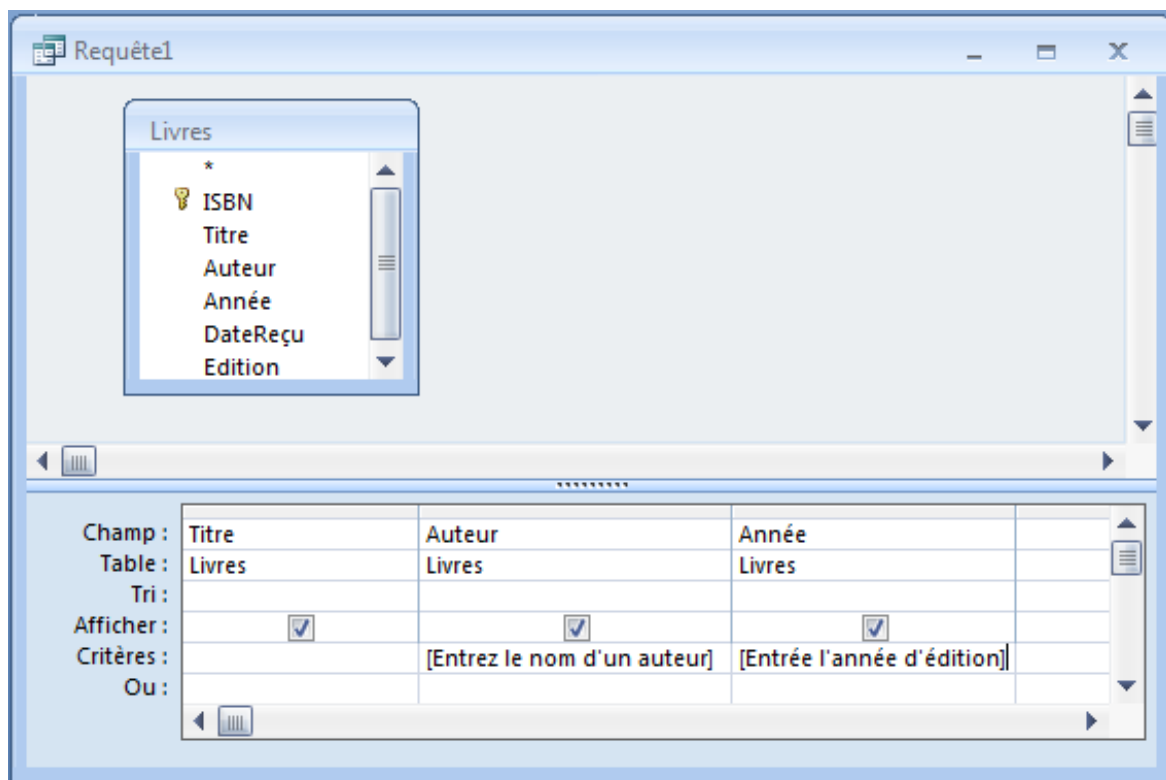 Requête1
Livres
*
ISBN
Titre
Auteur
Année
DateReçu
Edition
Champ : Titre Auteur Année
Table : Livres Livres Livres
Tri :
Afficher :
Critères : [Entrez le nom d'un auteur] [Entrée l'année d'édition]
Ou :